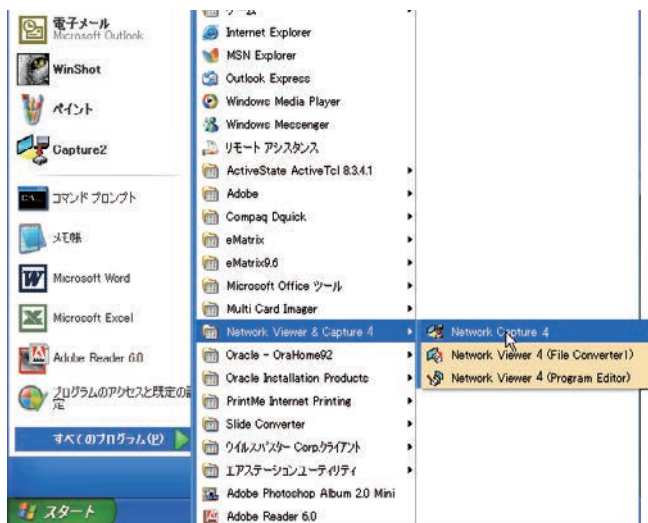 電子メール
Microsoft Outlook
WinShot
ペイント
Capture2
コマンド プロンプト
メモ帳
Microsoft Word
Microsoft Excel
Adobe Reader 6.0
プログラムのアクセスと既定の
定
すべてのプログラム(P)
スタート
ゲーム
Internet Explorer
MSN Explorer
Outlook Express
Windows Media Player
Windows Messenger
リモート アシスタンス
ActiveState ActiveTcl 8.3.4.1
Adobe
Compaq Dquick
eMatrix
eMatrix9.6
Microsoft Office ツール
Multi Card Imager
Network Viewer & Capture 4
Oracle - OraHome92
Oracle Installation Products
PrintMe Internet Printing
Slide Converter
ウイルスバスター Corp.クライアント
エアステーションユーティリティ
Adobe Photoshop Album 2.0 Mini
Adobe Reader 6.0
Network Capture 4
Network Viewer 4 (File Converter1)
Network Viewer 4 (Program Editor)